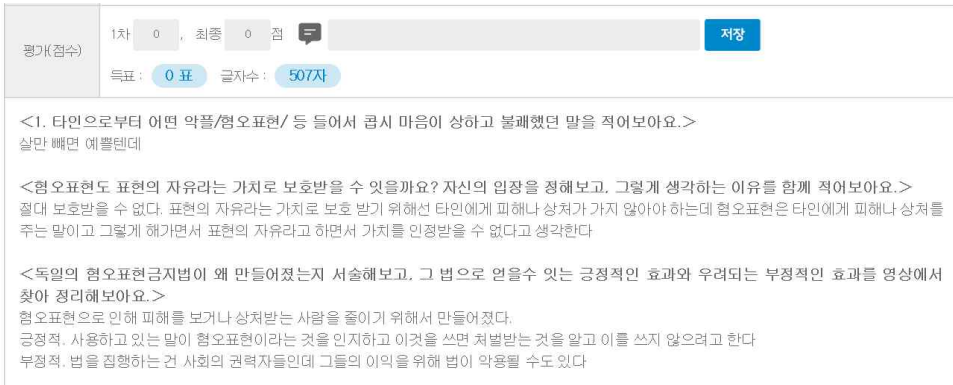 평가(점수)
1차 0 , 최종 0 점
저장
득표 : 0 표 글자수 : 507자
<1. 타인으로부터 어떤 악플/혐오표현/ 등 들어서 콥시 마음이 상하고 불쾌했던 말을 적어보아요.>
살만 빼면 예쁠텐데
<혐오표현도 표현의 자유라는 가치로 보호받을 수 잇을까요? 자신의 입장을 정해보고, 그렇게 생각하는 이유를 함께 적어보아요.>
절대 보호받을 수 없다. 표현의 자유라는 가치로 보호 받기 위해선 타인에게 피해나 상처가 가지 않아야 하는데 혐오표현은 타인에게 피해나 상처를
주는 말이고 그렇게 해가면서 표현의 자유라고 하면서 가치를 인정받을 수 없다고 생각한다
<독일의 혐오표현금지법이 왜 만들어졌는지 서술해보고, 그 법으로 얻을수 잇는 긍정적인 효과와 우려되는 부정적인 효과를 영상에서
찾아 정리해보아요.>
혐오표현으로 인해 피해를 보거나 상처받는 사람을 줄이기 위해서 만들어졌다.
긍정적. 사용하고 있는 말이 혐오표현이라는 것을 인지하고 이것을 쓰면 처벌받는 것을 알고 이를 쓰지 않으려고 한다
부정적. 법을 집행하는 건 사회의 권력자들인데 그들의 이익을 위해 법이 악용될 수도 있다